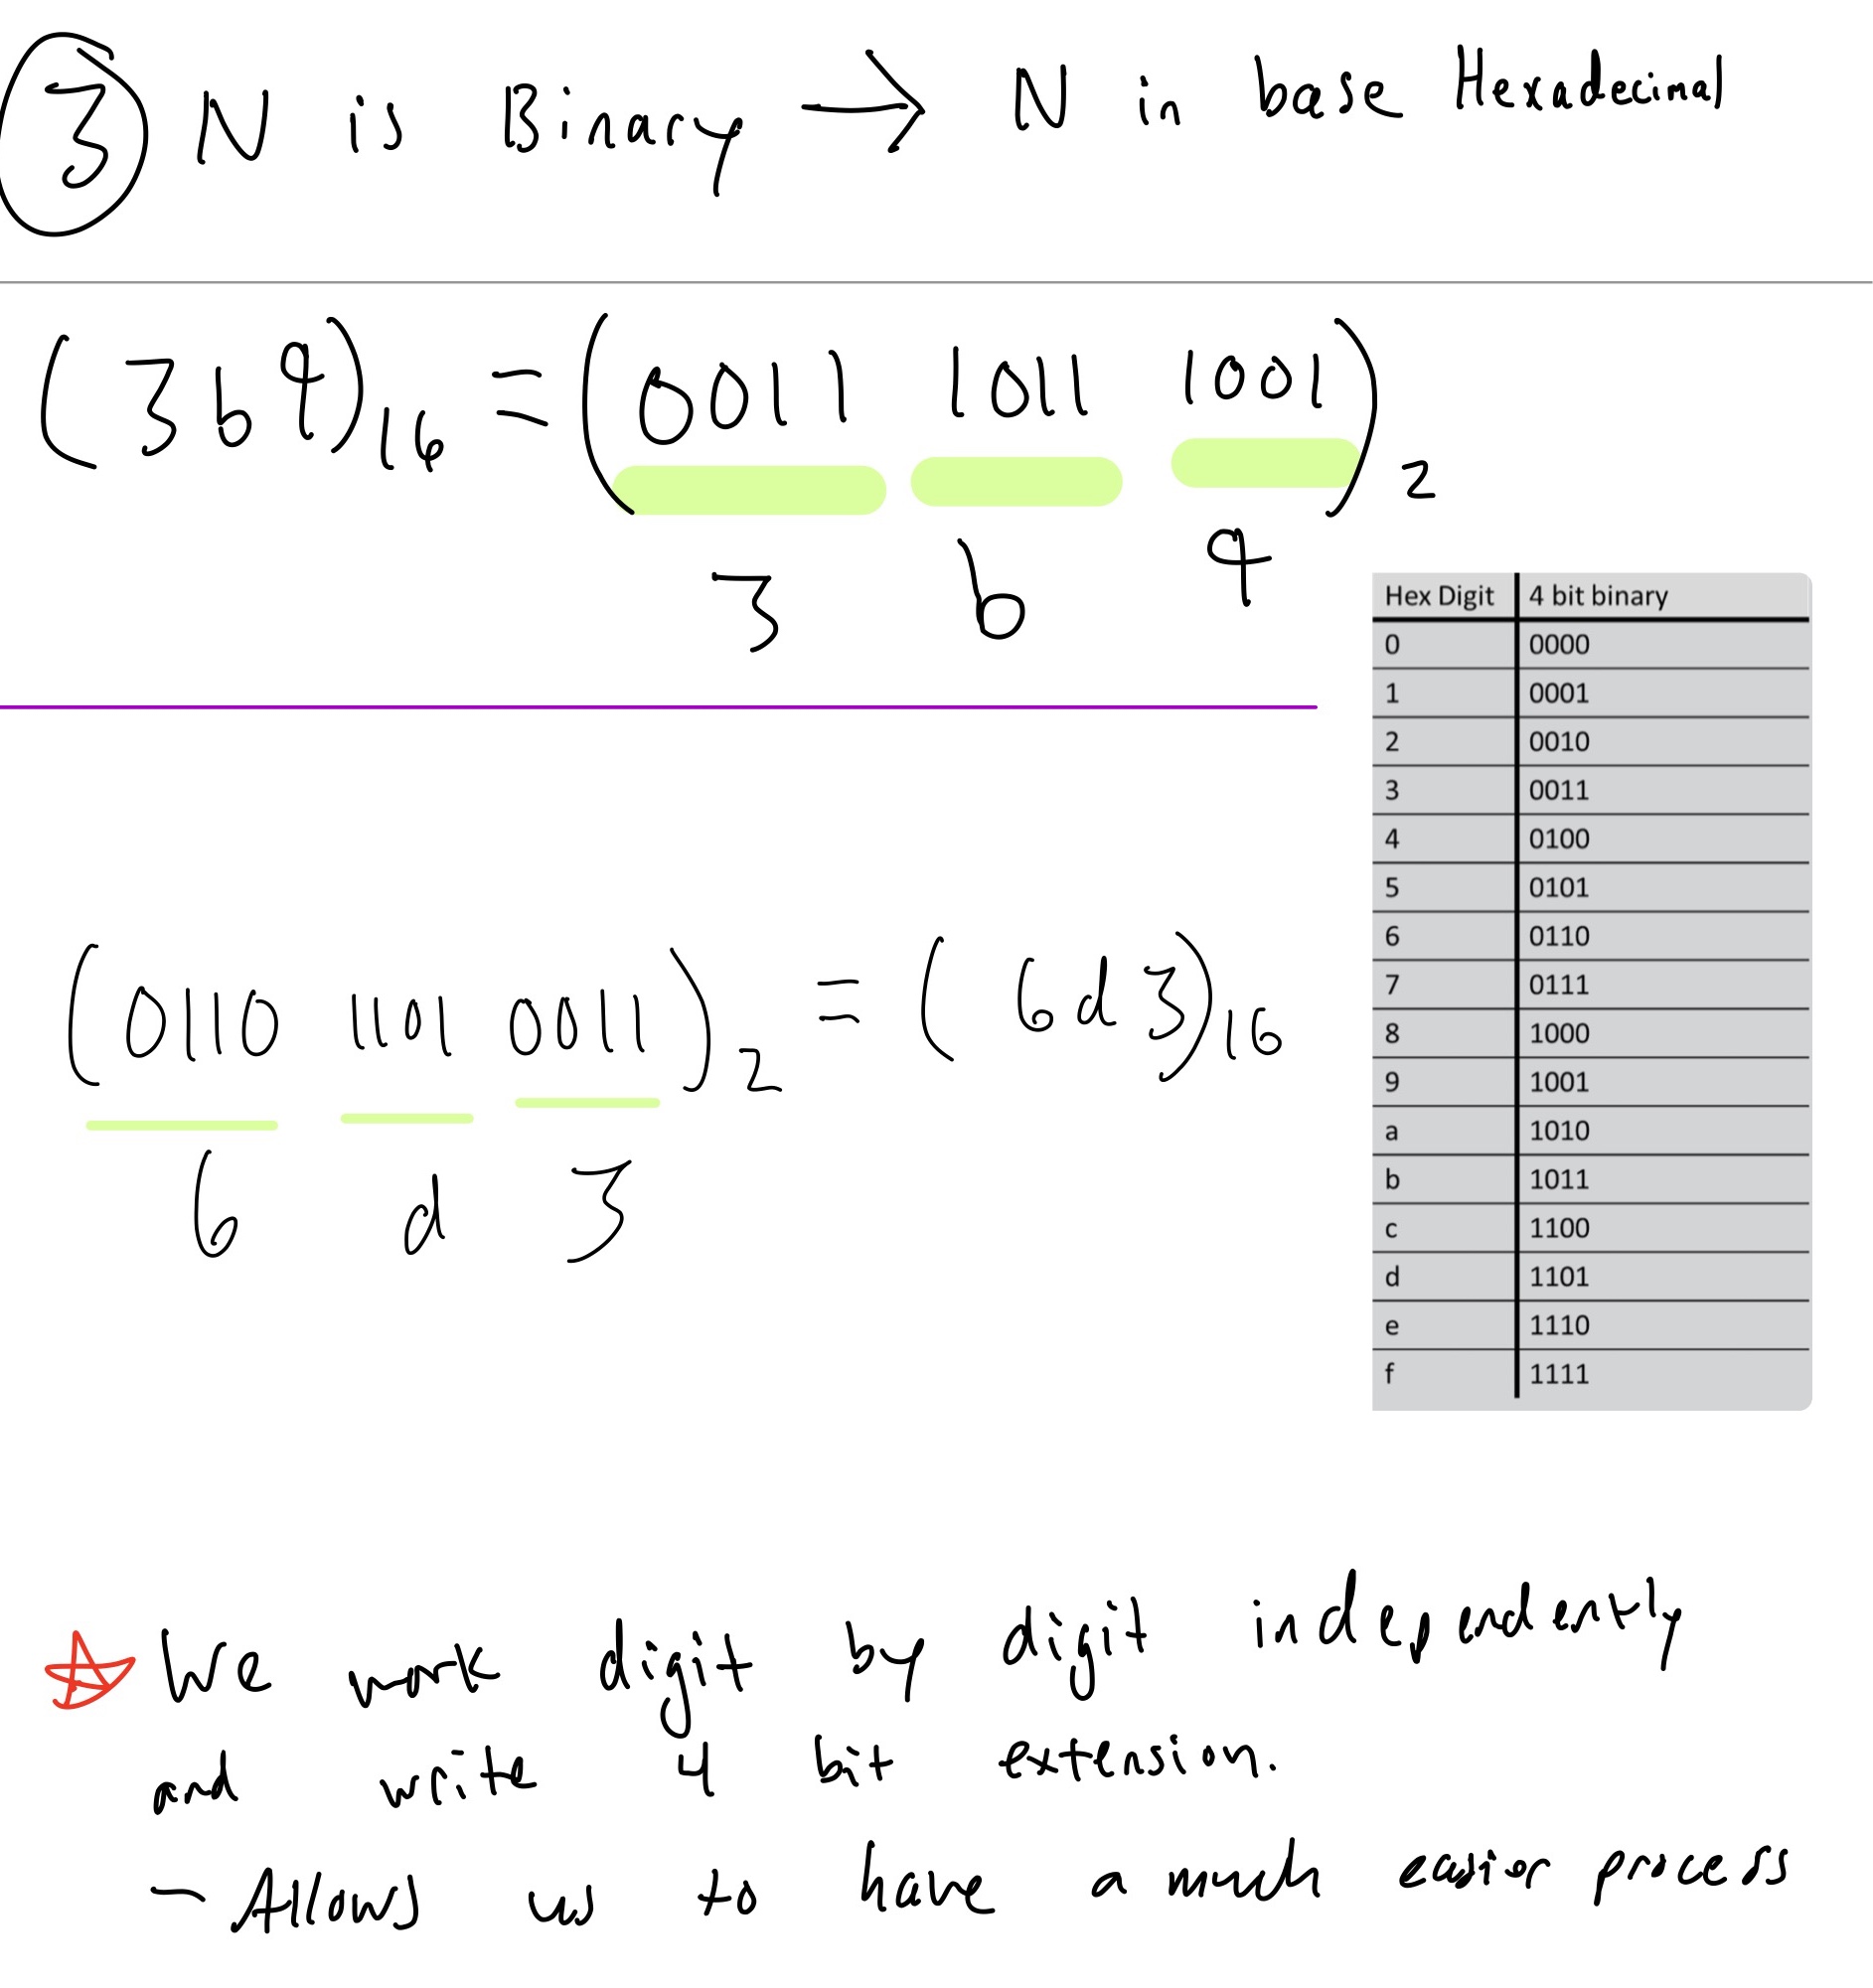 ③ N is Binary → N in base Hexadecimal
(3b9)₁₆ = (0011 1011 1001)₂
3 b 9
Hex Digit 4 bit binary
0 0000
1 0001
2 0010
3 0011
4 0100
5 0101
6 0110
7 0111
8 1000
9 1001
a 1010
b 1011
c 1100
d 1101
e 1110
f 1111
(0110 1101 0011)₂ = (6d3)₁₆
6 d 3
We work digit by digit independently
and write 4 bit extension.
- Allows us to have a much easier process